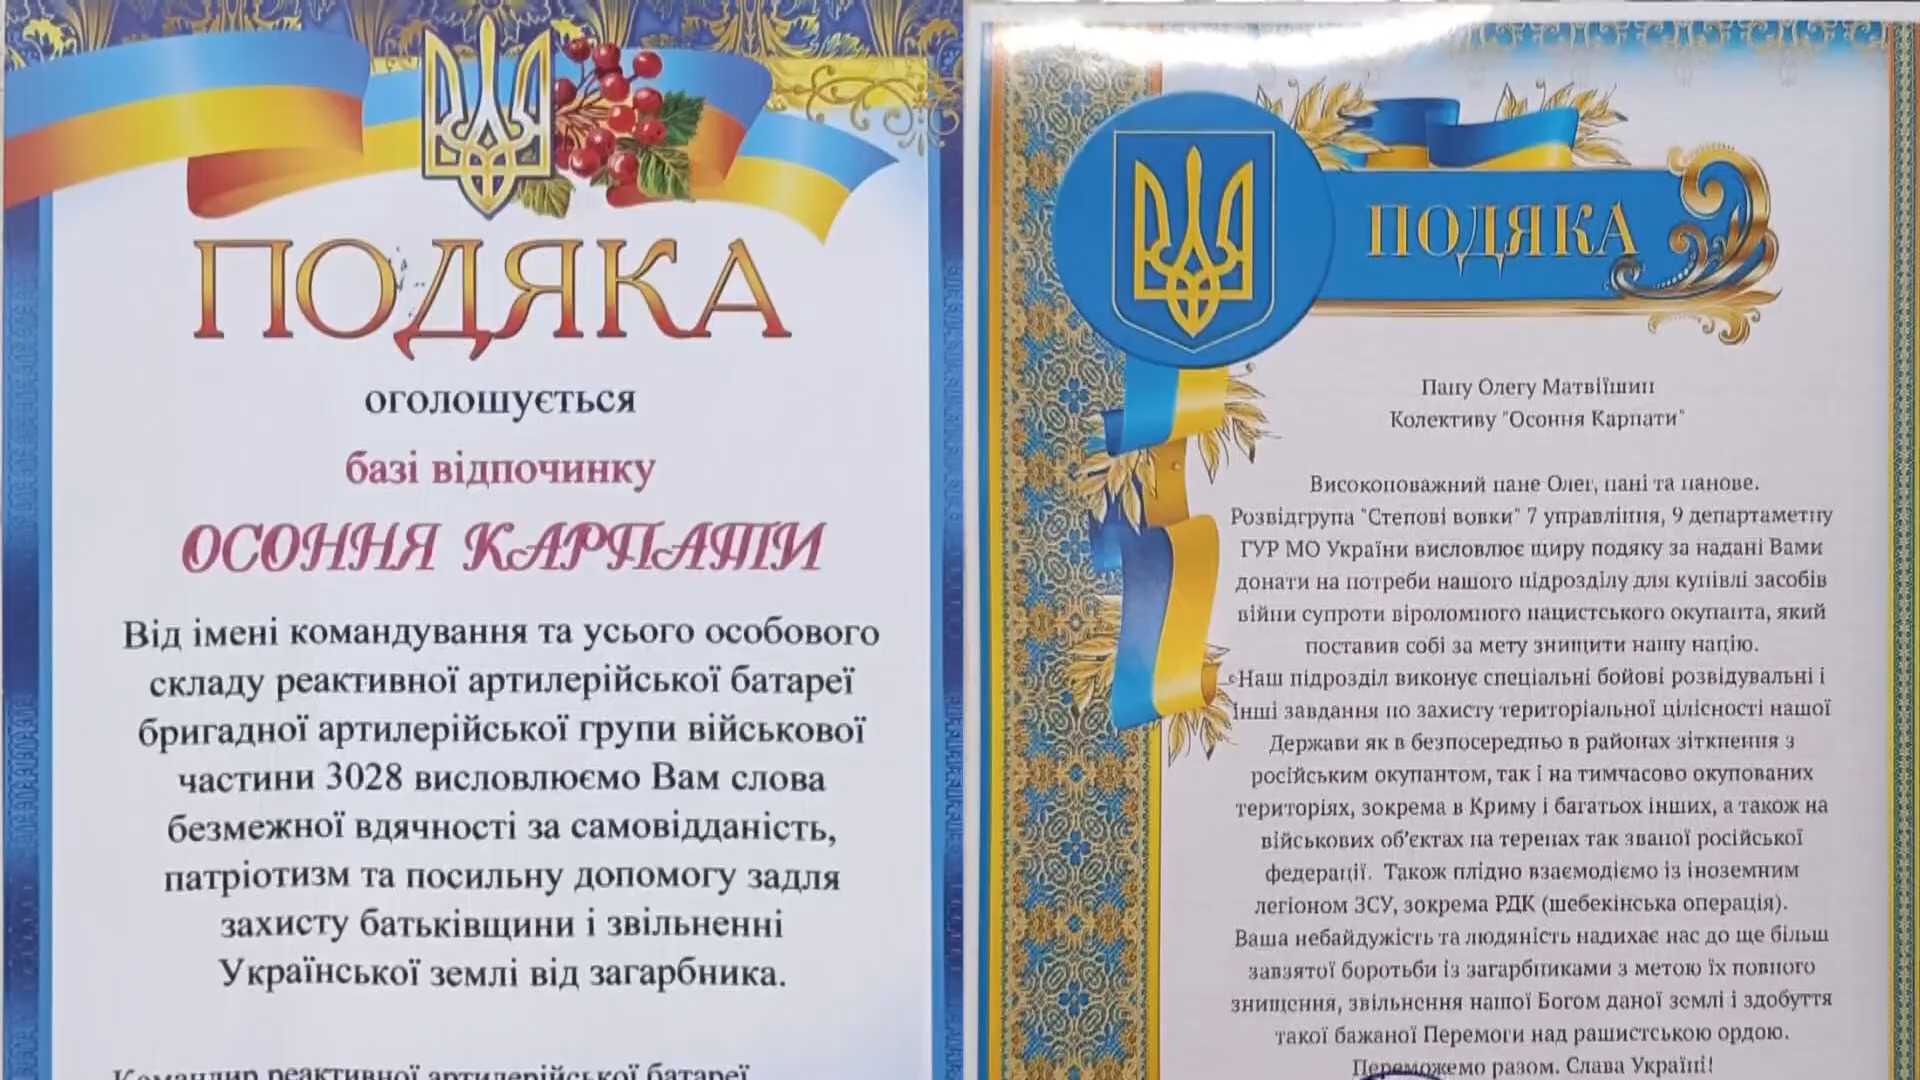 ПОДЯКА
оголошується
базі відпочинку
ОСОННЯ КАРПАТИ
Від імені командування та усього особового
складу реактивної артилерійської батареї
бригадної артилерійської групи військової
частини 3028 висловлюємо Вам слова
безмежної вдячності за самовідданість,
патріотизм та посильну допомогу задля
захисту батьківщини і звільненні
Української землі від загарбника.
Командир реактивної артилерійської батареї
ПОДЯКА
Пану Олегу Матвіїшин
Колективу "Осоння Карпати"
Високоповажний пане Олег, пані та панове.
Розвідгрупа "Степові вовки" 7 управління, 9 департаметну
ГУР МО України висловлює щиру подяку за надані Вами
донати на потреби нашого підрозділу для купівлі засобів
війни супроти віроломного нацистського окупанта, який
поставив собі за мету знищити нашу націю.
Наш підрозділ виконує спеціальні бойові розвідувальні і
інші завдання по захисту територіальної цілісності нашої
Держави як в безпосередньо в районах зіткнення з
російським окупантом, так і на тимчасово окупованих
територіях, зокрема в Криму і багатьох інших, а також на
військових об'єктах на теренах так званої російської
федерації. Також плідно взаємодіємо із іноземним
легіоном ЗСУ, зокрема РДК (шебекінська операція).
Ваша небайдужість та людяність надихає нас до ще більш
завзятої боротьби із загарбниками з метою їх повного
знищення, звільнення нашої Богом даної землі і здобуття
такої бажаної Перемоги над рашистською ордою.
Переможемо разом. Слава Україні!